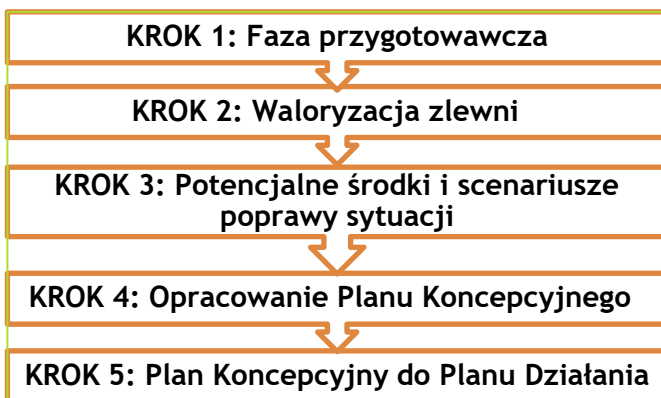 KROK 1: Faza przygotowawcza
KROK 2: Waloryzacja zlewni
KROK 3: Potencjalne środki i scenariusze
poprawy sytuacji
KROK 4: Opracowanie Planu Koncepcyjnego
KROK 5: Plan Koncepcyjny do Planu Działania